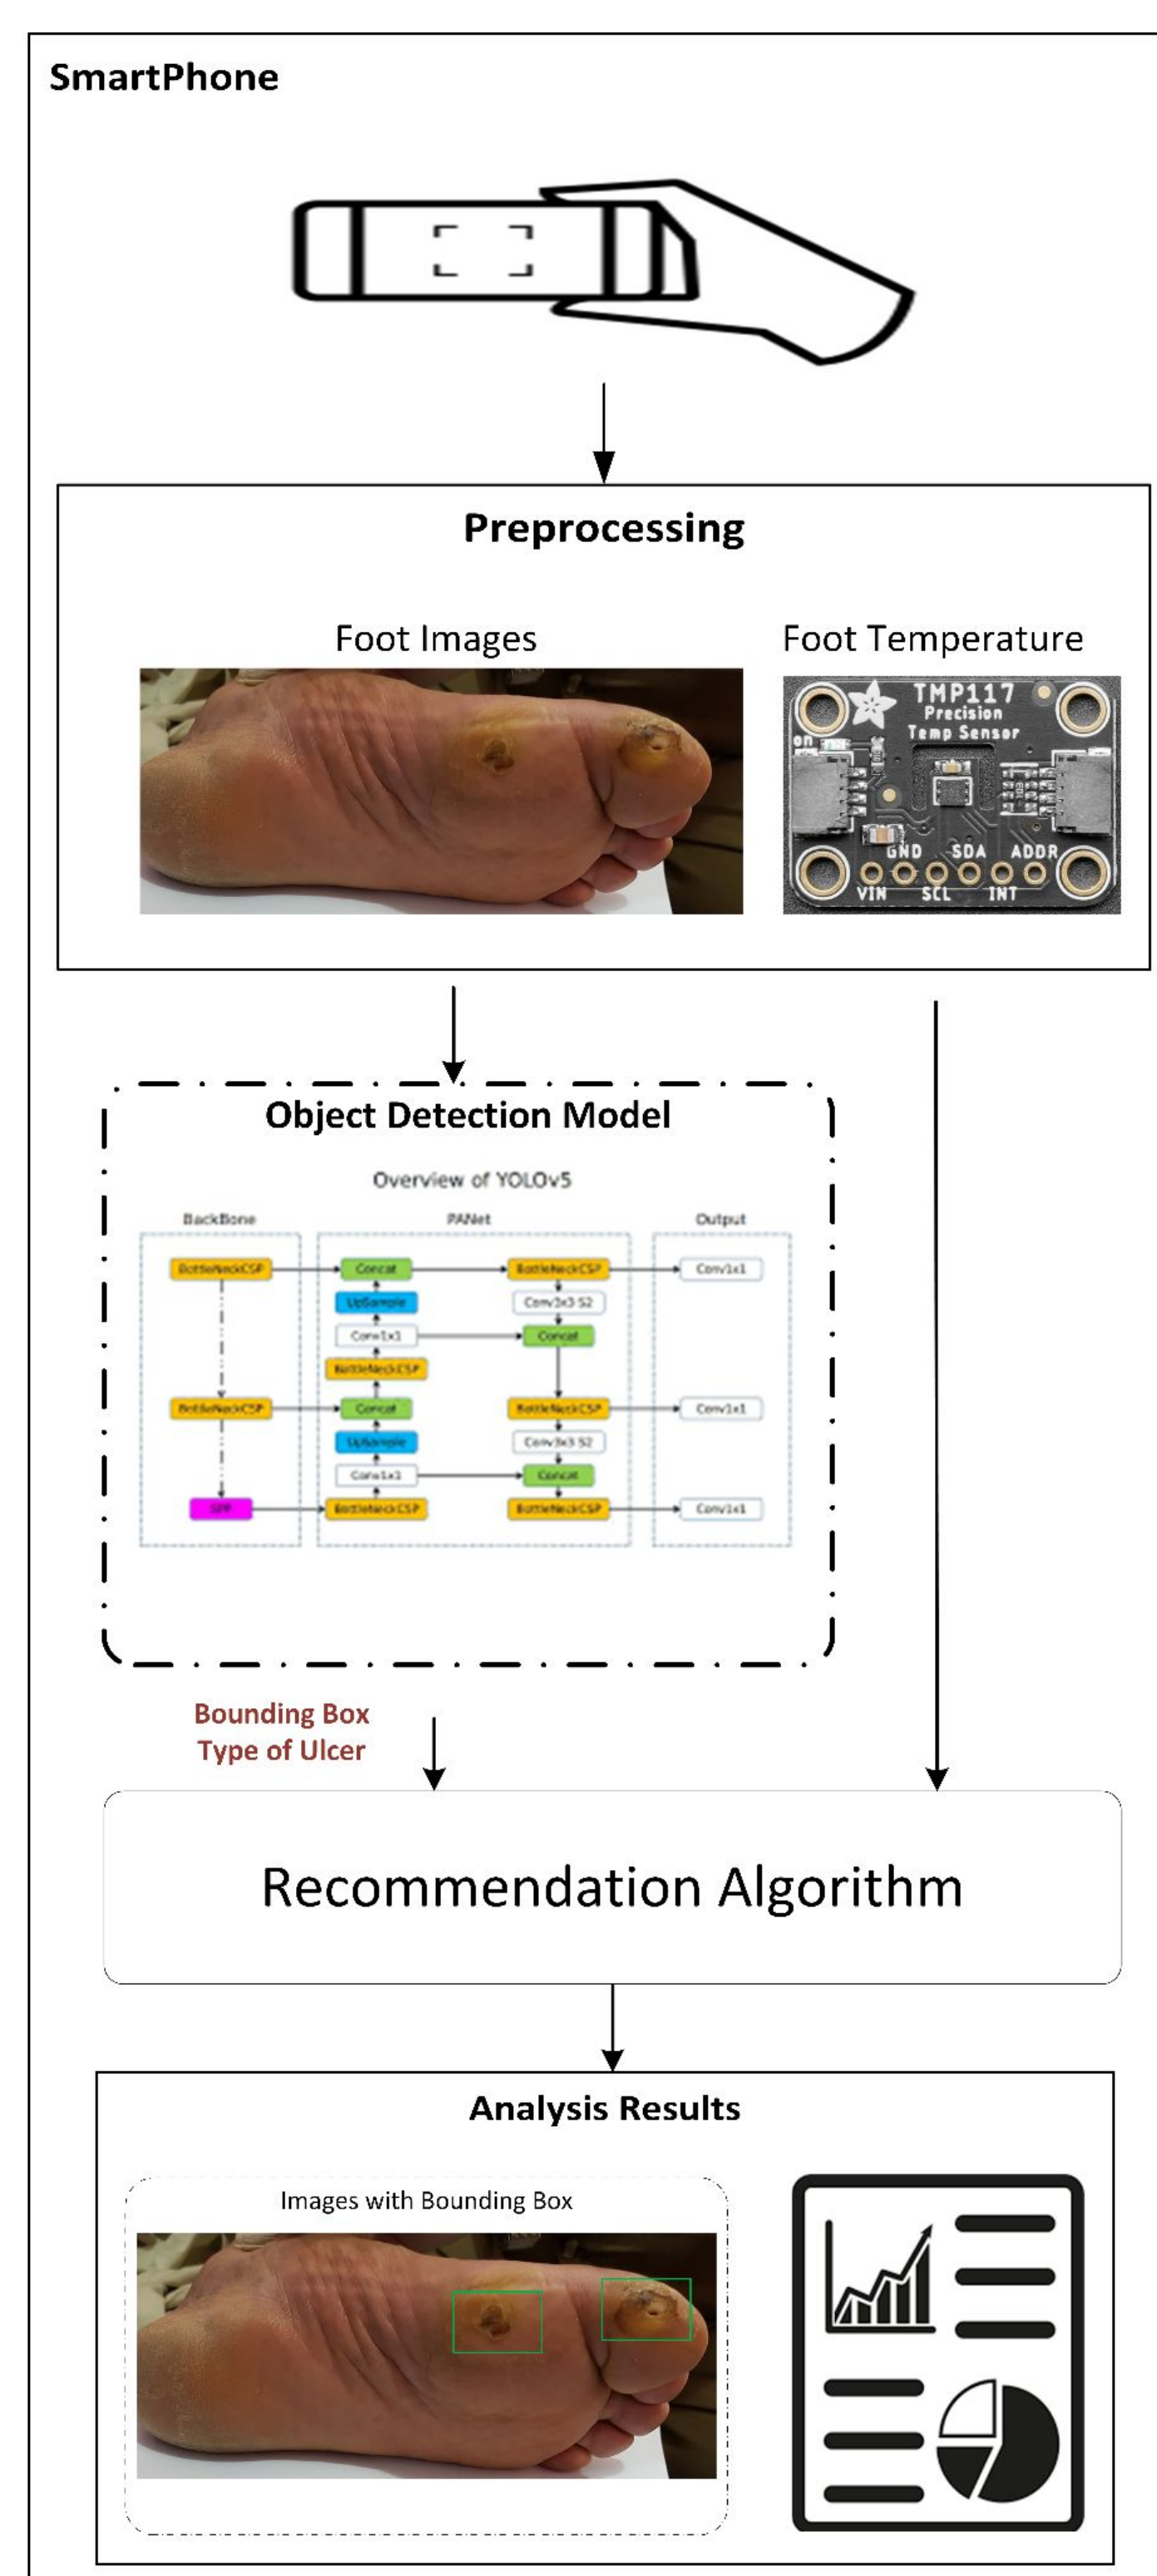 SmartPhone
Preprocessing
Foot Images
Foot Temperature
TMP117
Precision
Temp Sensor
on
GND SDA ADDR
VIN SCL INT
Object Detection Model
Overview of YOLOv5
BackBone
PANet
Output
BottleNeckCSP
Concat
BottleNeckCSP
Conv1x1
UpSample
Conv3x3 S2
Conv1x1
Concat
BottleNeckCSP
BottleNeckCSP
Concat
BottleNeckCSP
Conv1x1
UpSample
Conv3x3 S2
Conv1x1
Concat
SPP
BottleNeckCSP
BottleNeckCSP
Conv1x1
Bounding Box
Type of Ulcer
Recommendation Algorithm
Analysis Results
Images with Bounding Box